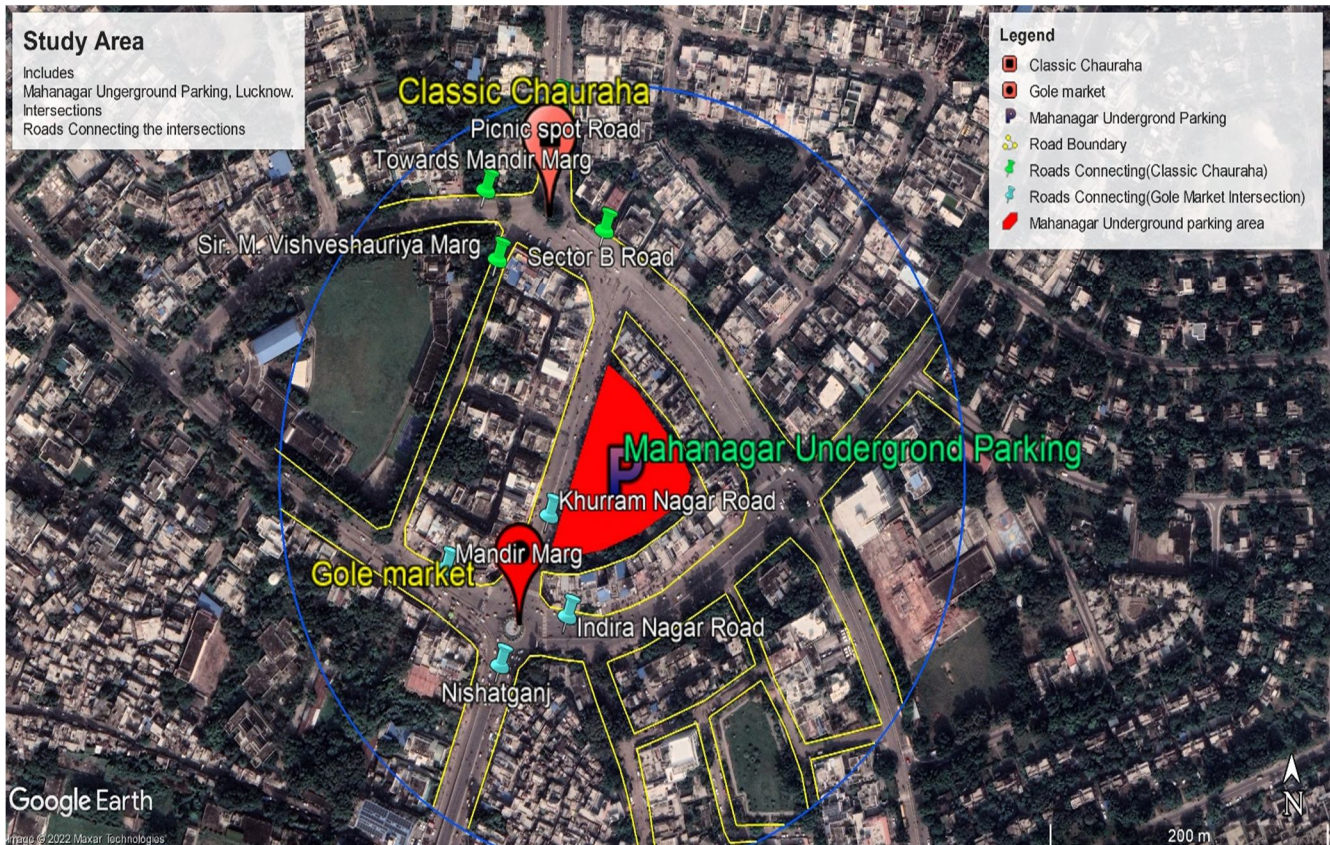 Study Area
Includes
Mahanagar Ungerground Parking, Lucknow.
Intersections
Roads Connecting the intersections
Legend
Classic Chauraha
Gole market
Mahanagar Undergrond Parking
Road Boundary
Roads Connecting(Classic Chauraha)
Roads Connecting(Gole Market Intersection)
Mahanagar Underground parking area
Classic Chauraha
Picnic spot Road
Towards Mandir Marg
Sir. M. Vishveshauriya Marg
Sector B Road
P
Mahanagar Undergrond Parking
Khurram Nagar Road
Mandir Marg
Gole market
Indira Nagar Road
Nishatganj
Google Earth
Image © 2022 Maxar Technologies
N
200 m